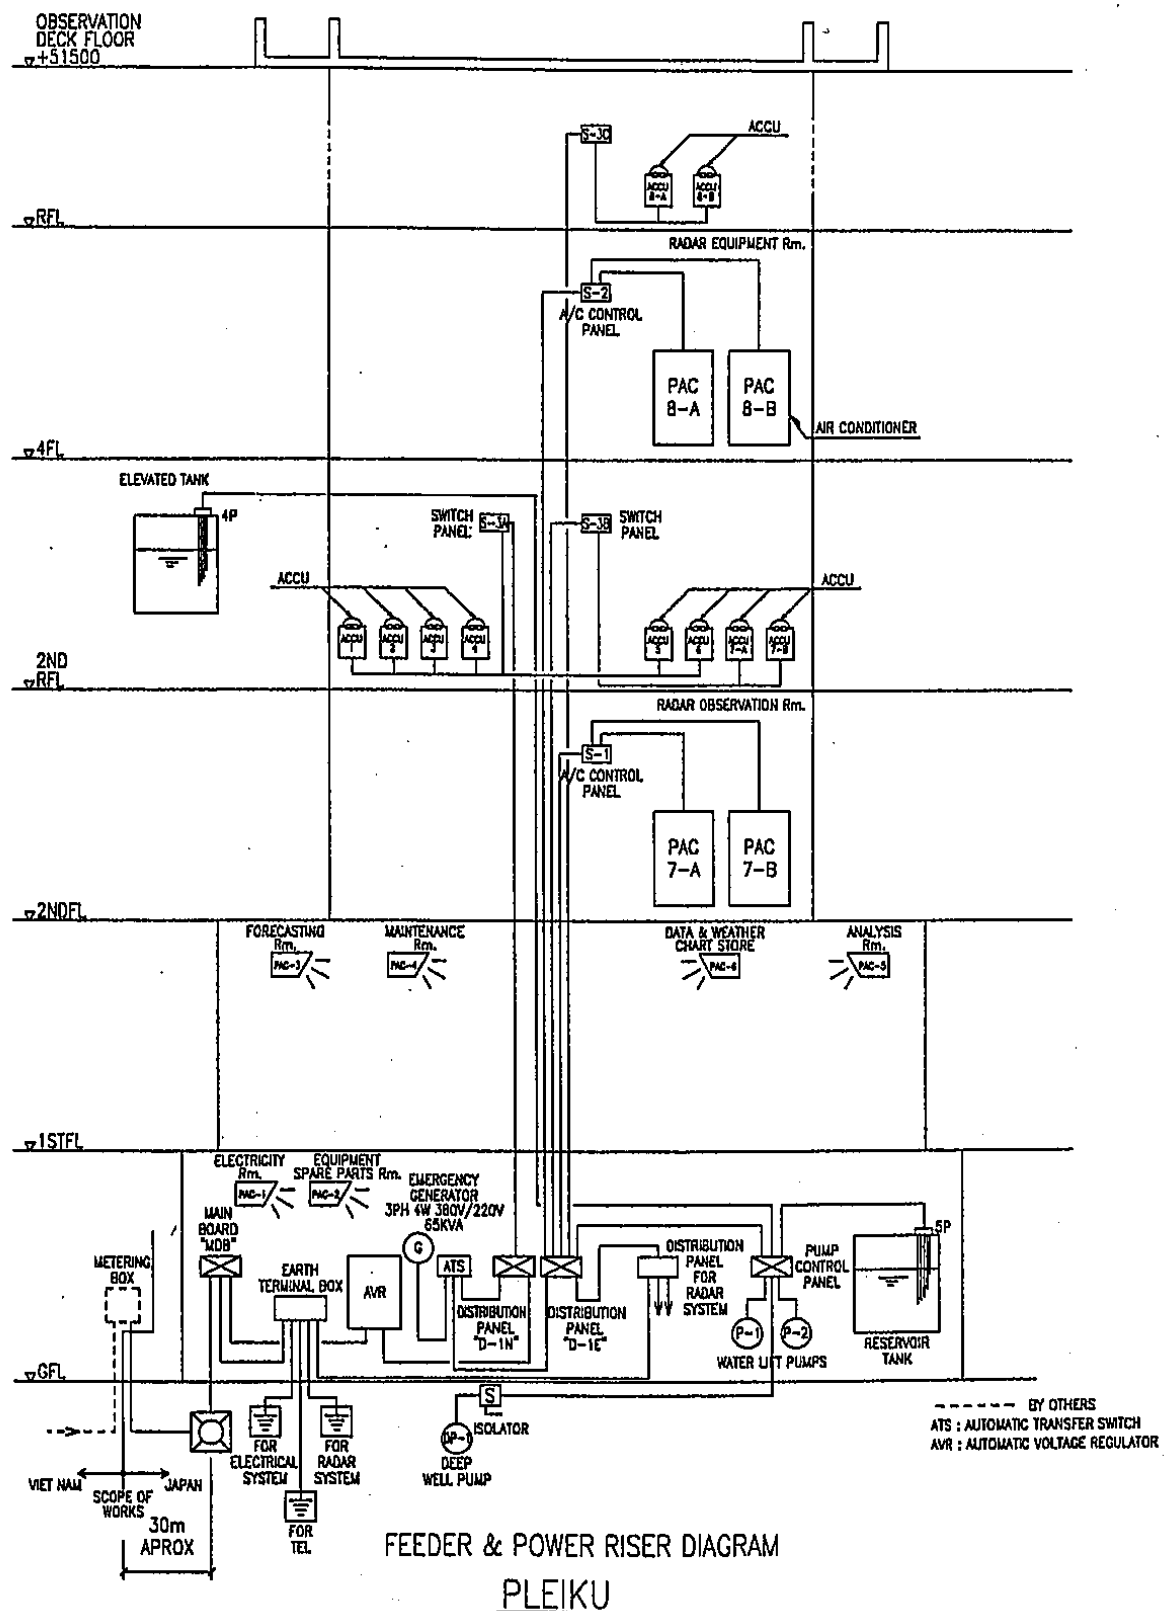 OBSERVATION
DECK FLOOR
+51500
S-3C
ACCU
ACCU
8-A
ACCU
8-B
RFL
RADAR EQUIPMENT Rm.
S-2
A/C CONTROL
PANEL
PAC
8-A
PAC
8-B
AIR CONDITIONER
4FL
ELEVATED TANK
4P
SWITCH
PANEL
S-3A
S-3B
SWITCH
PANEL
ACCU
ACCU
ACCU
1
ACCU
2
ACCU
3
ACCU
4
ACCU
5
ACCU
6
ACCU
7-A
ACCU
7-B
2ND
RFL
RADAR OBSERVATION Rm.
S-1
A/C CONTROL
PANEL
PAC
7-A
PAC
7-B
2NDFL
FORECASTING
Rm.
PAC-3
MAINTENANCE
Rm.
PAC-4
DATA & WEATHER
CHART STORE
PAC-6
ANALYSIS
Rm.
PAC-5
1STFL
ELECTRICITY
Rm.
PAC-1
EQUIPMENT
SPARE PARTS Rm.
PAC-2
EMERGENCY
GENERATOR
3PH 4W 380V/220V
65KVA
G
MAIN
BOARD
"MDB"
METERING
BOX
EARTH
TERMINAL BOX
AVR
ATS
DISTRIBUTION
PANEL
"D-1N"
DISTRIBUTION
PANEL
"D-1E"
DISTRIBUTION
PANEL
FOR
RADAR
SYSTEM
PUMP
CONTROL
PANEL
5P
P-1
P-2
WATER LIFT PUMPS
RESERVOIR
TANK
GFL
S
ISOLATOR
DP-1
DEEP
WELL PUMP
FOR
ELECTRICAL
SYSTEM
FOR
RADAR
SYSTEM
FOR
TEL
BY OTHERS
ATS : AUTOMATIC TRANSFER SWITCH
AVR : AUTOMATIC VOLTAGE REGULATOR
VIET NAM
JAPAN
SCOPE OF
WORKS
30m
APROX
FEEDER & POWER RISER DIAGRAM
PLEIKU